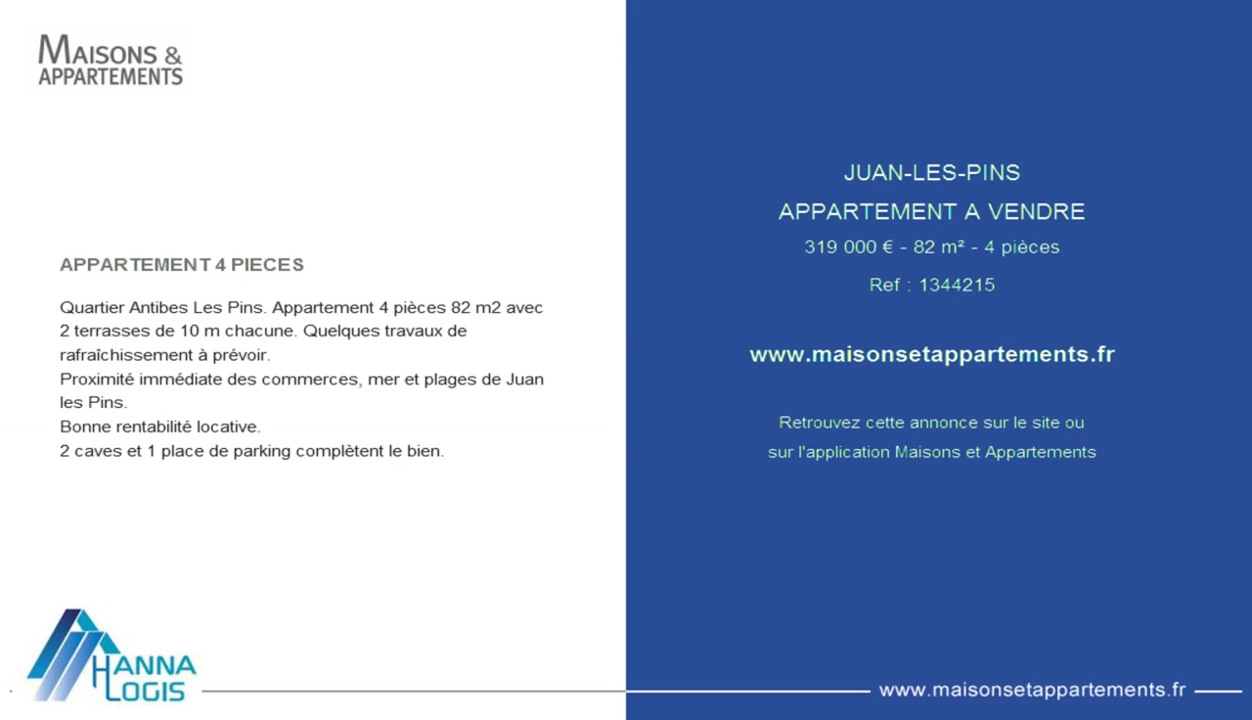 MAISONS &
APPARTEMENTS
APPARTEMENT 4 PIECES
Quartier Antibes Les Pins. Appartement 4 pièces 82 m2 avec
2 terrasses de 10 m chacune. Quelques travaux de
rafraîchissement à prévoir.
Proximité immédiate des commerces, mer et plages de Juan
les Pins.
Bonne rentabilité locative.
2 caves et 1 place de parking complètent le bien.
HANNA
LOGIS
JUAN-LES-PINS
APPARTEMENT A VENDRE
319 000 € - 82 m² - 4 pièces
Ref : 1344215
www.maisonsetappartements.fr
Retrouvez cette annonce sur le site ou
sur l'application Maisons et Appartements
www.maisonsetappartements.fr